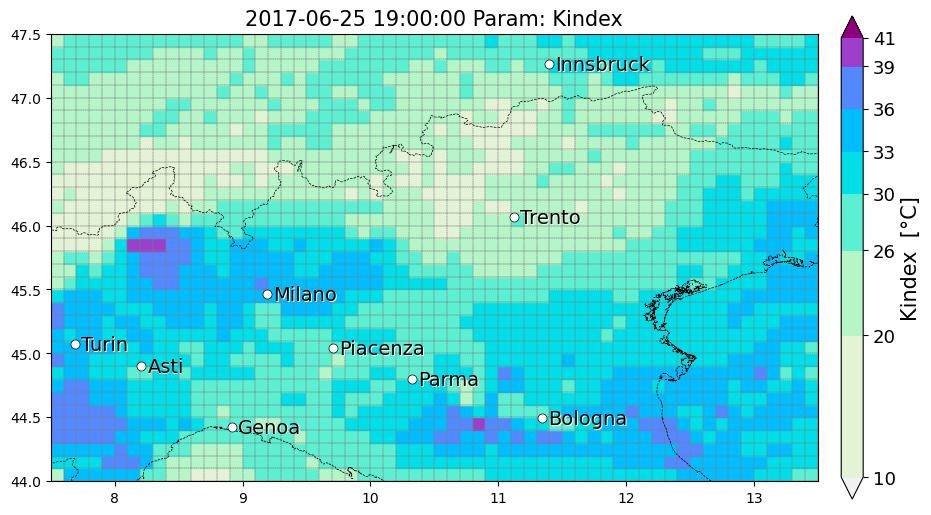 2017-06-25 19:00:00 Param: Kindex
47.5
47.0
46.5
46.0
45.5
45.0
44.5
44.0
8
9
10
11
12
13
Innsbruck
Trento
Milano
Turin
Asti
Piacenza
Parma
Genoa
Bologna
41
39
36
33
30
26
20
10
Kindex [°C]